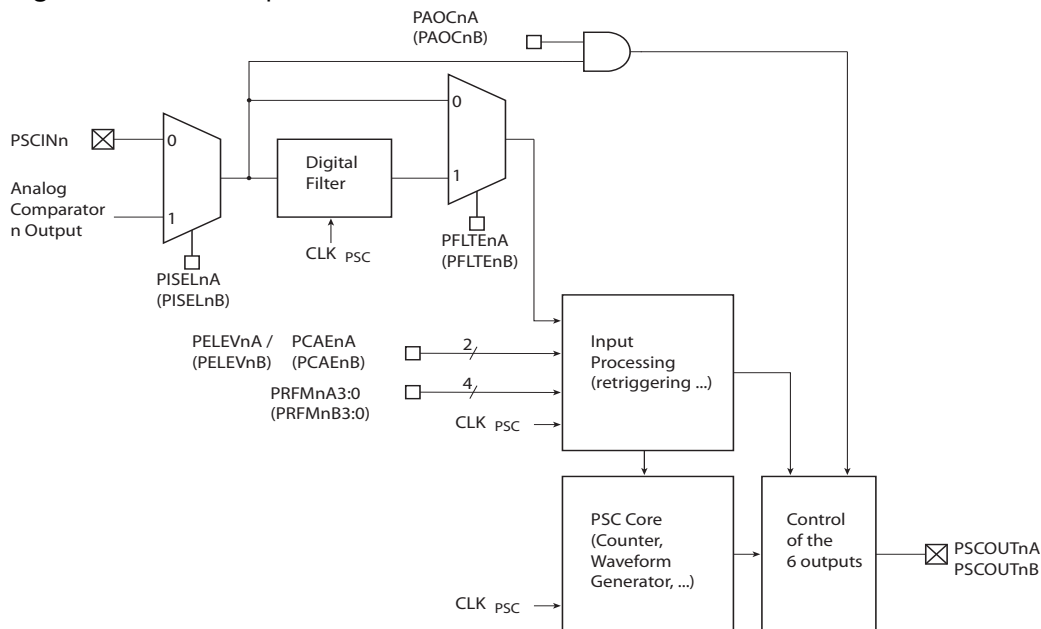 PAOCnA
(PAOCnB)
0
PSCINn
0
Digital
Filter
1
Analog
Comparator
n Output
1
PFLTEnA
(PFLTEnB)
CLK PSC
PISELnA
(PISELnB)
PELEVnA / PCAEnA
(PELEVnB) (PCAEnB)
2
Input
Processing
(retriggering ...)
PRFMnA3:0
(PRFMnB3:0)
4
CLK PSC
PSC Core
(Counter,
Waveform
Generator, ...)
Control
of the
6 outputs
PSCOUTnA
PSCOUTnB
CLK PSC